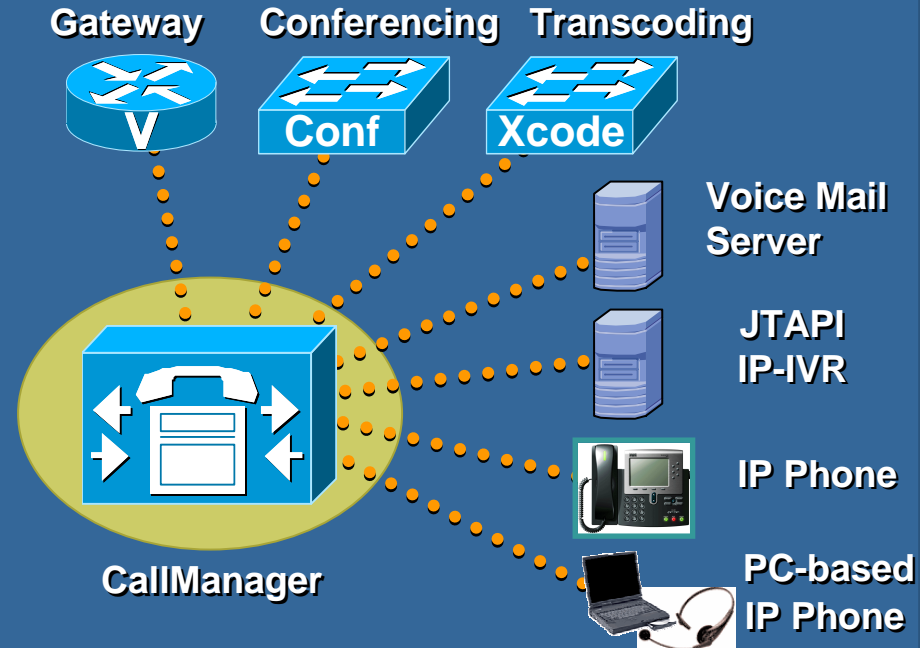 Gateway
Conferencing
Transcoding
V
Conf
Xcode
Voice Mail
Server
JTAPI
IP-IVR
IP Phone
CallManager
PC-based
IP Phone